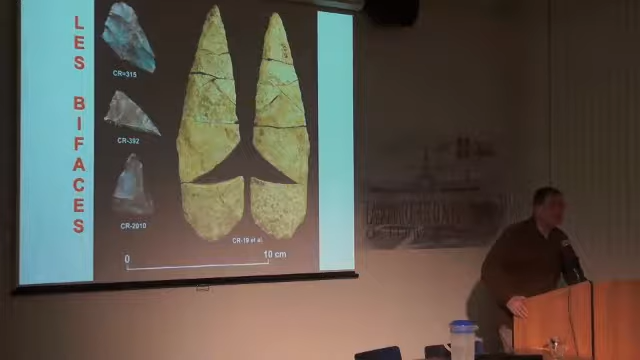 LES BIFACES
CR=315
CR-392
CR-2010
CR-19 et al.
0
10 cm